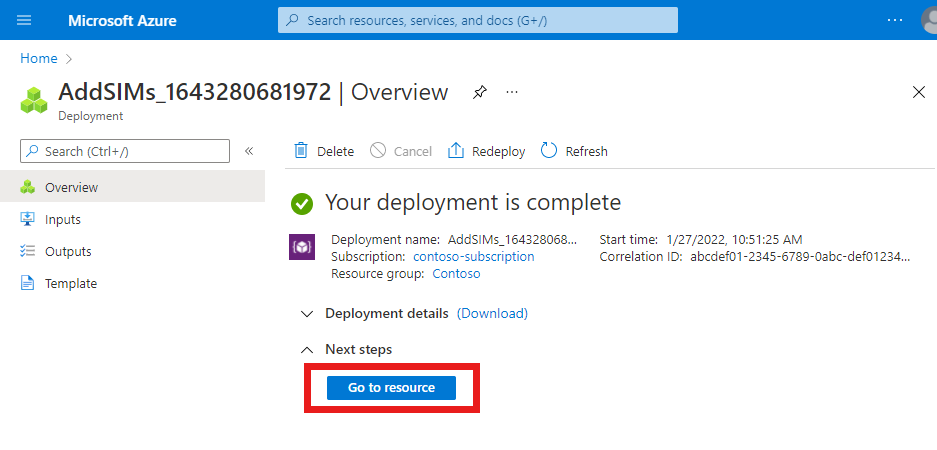 Microsoft Azure
Search resources, services, and docs (G+/)
...
Home >
AddSIMs_1643280681972 | Overview
...
Deployment
Search (Ctrl+/)
«
Delete
Cancel
Redeploy
Refresh
Overview
Inputs
Outputs
Template
Your deployment is complete
Deployment name: AddSIMs_164328068...
Subscription: contoso-subscription
Resource group: Contoso
Start time: 1/27/2022, 10:51:25 AM
Correlation ID: abcdef01-2345-6789-0abc-def01234...
Deployment details (Download)
Next steps
Go to resource